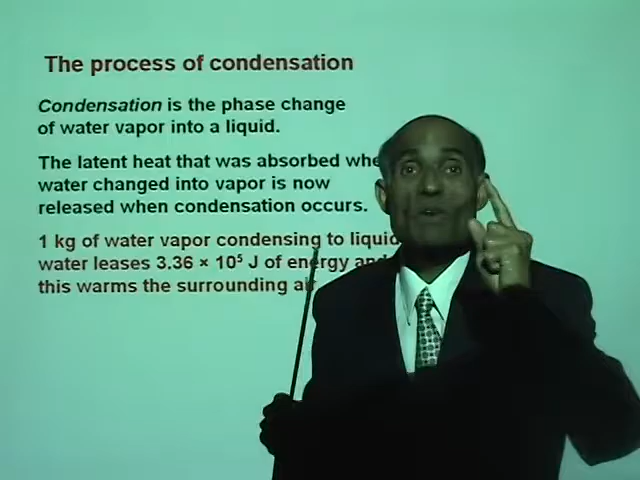 The process of condensation
Condensation is the phase change
of water vapor into a liquid.
The latent heat that was absorbed whe
water changed into vapor is now
released when condensation occurs.
1 kg of water vapor condensing to liquid
water leases 3.36 × 10⁵ J of energy and
this warms the surrounding air